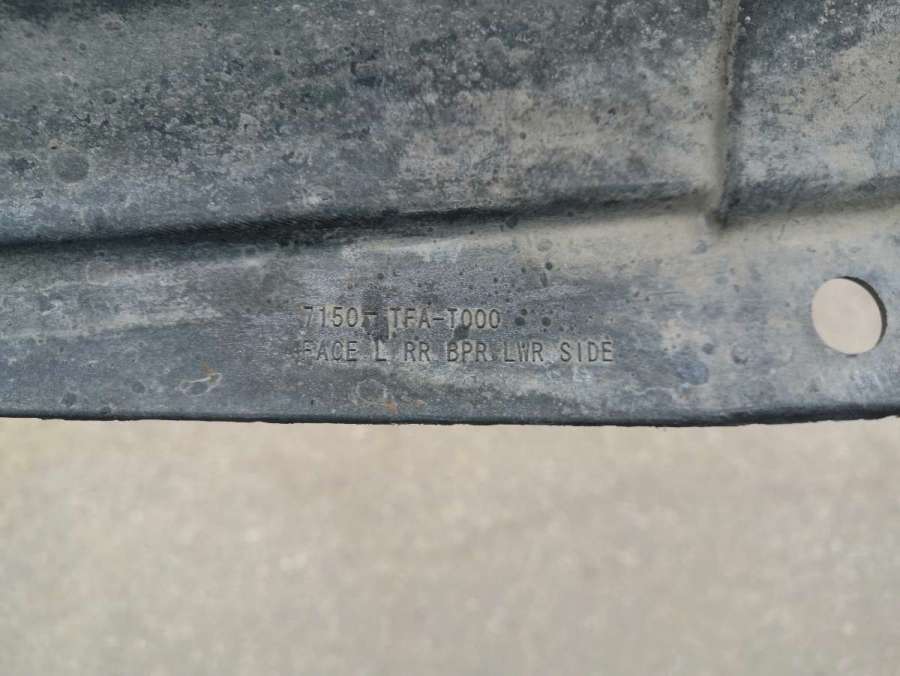 7150- TFA-T000
FACE L RR BPR LWR SIDE